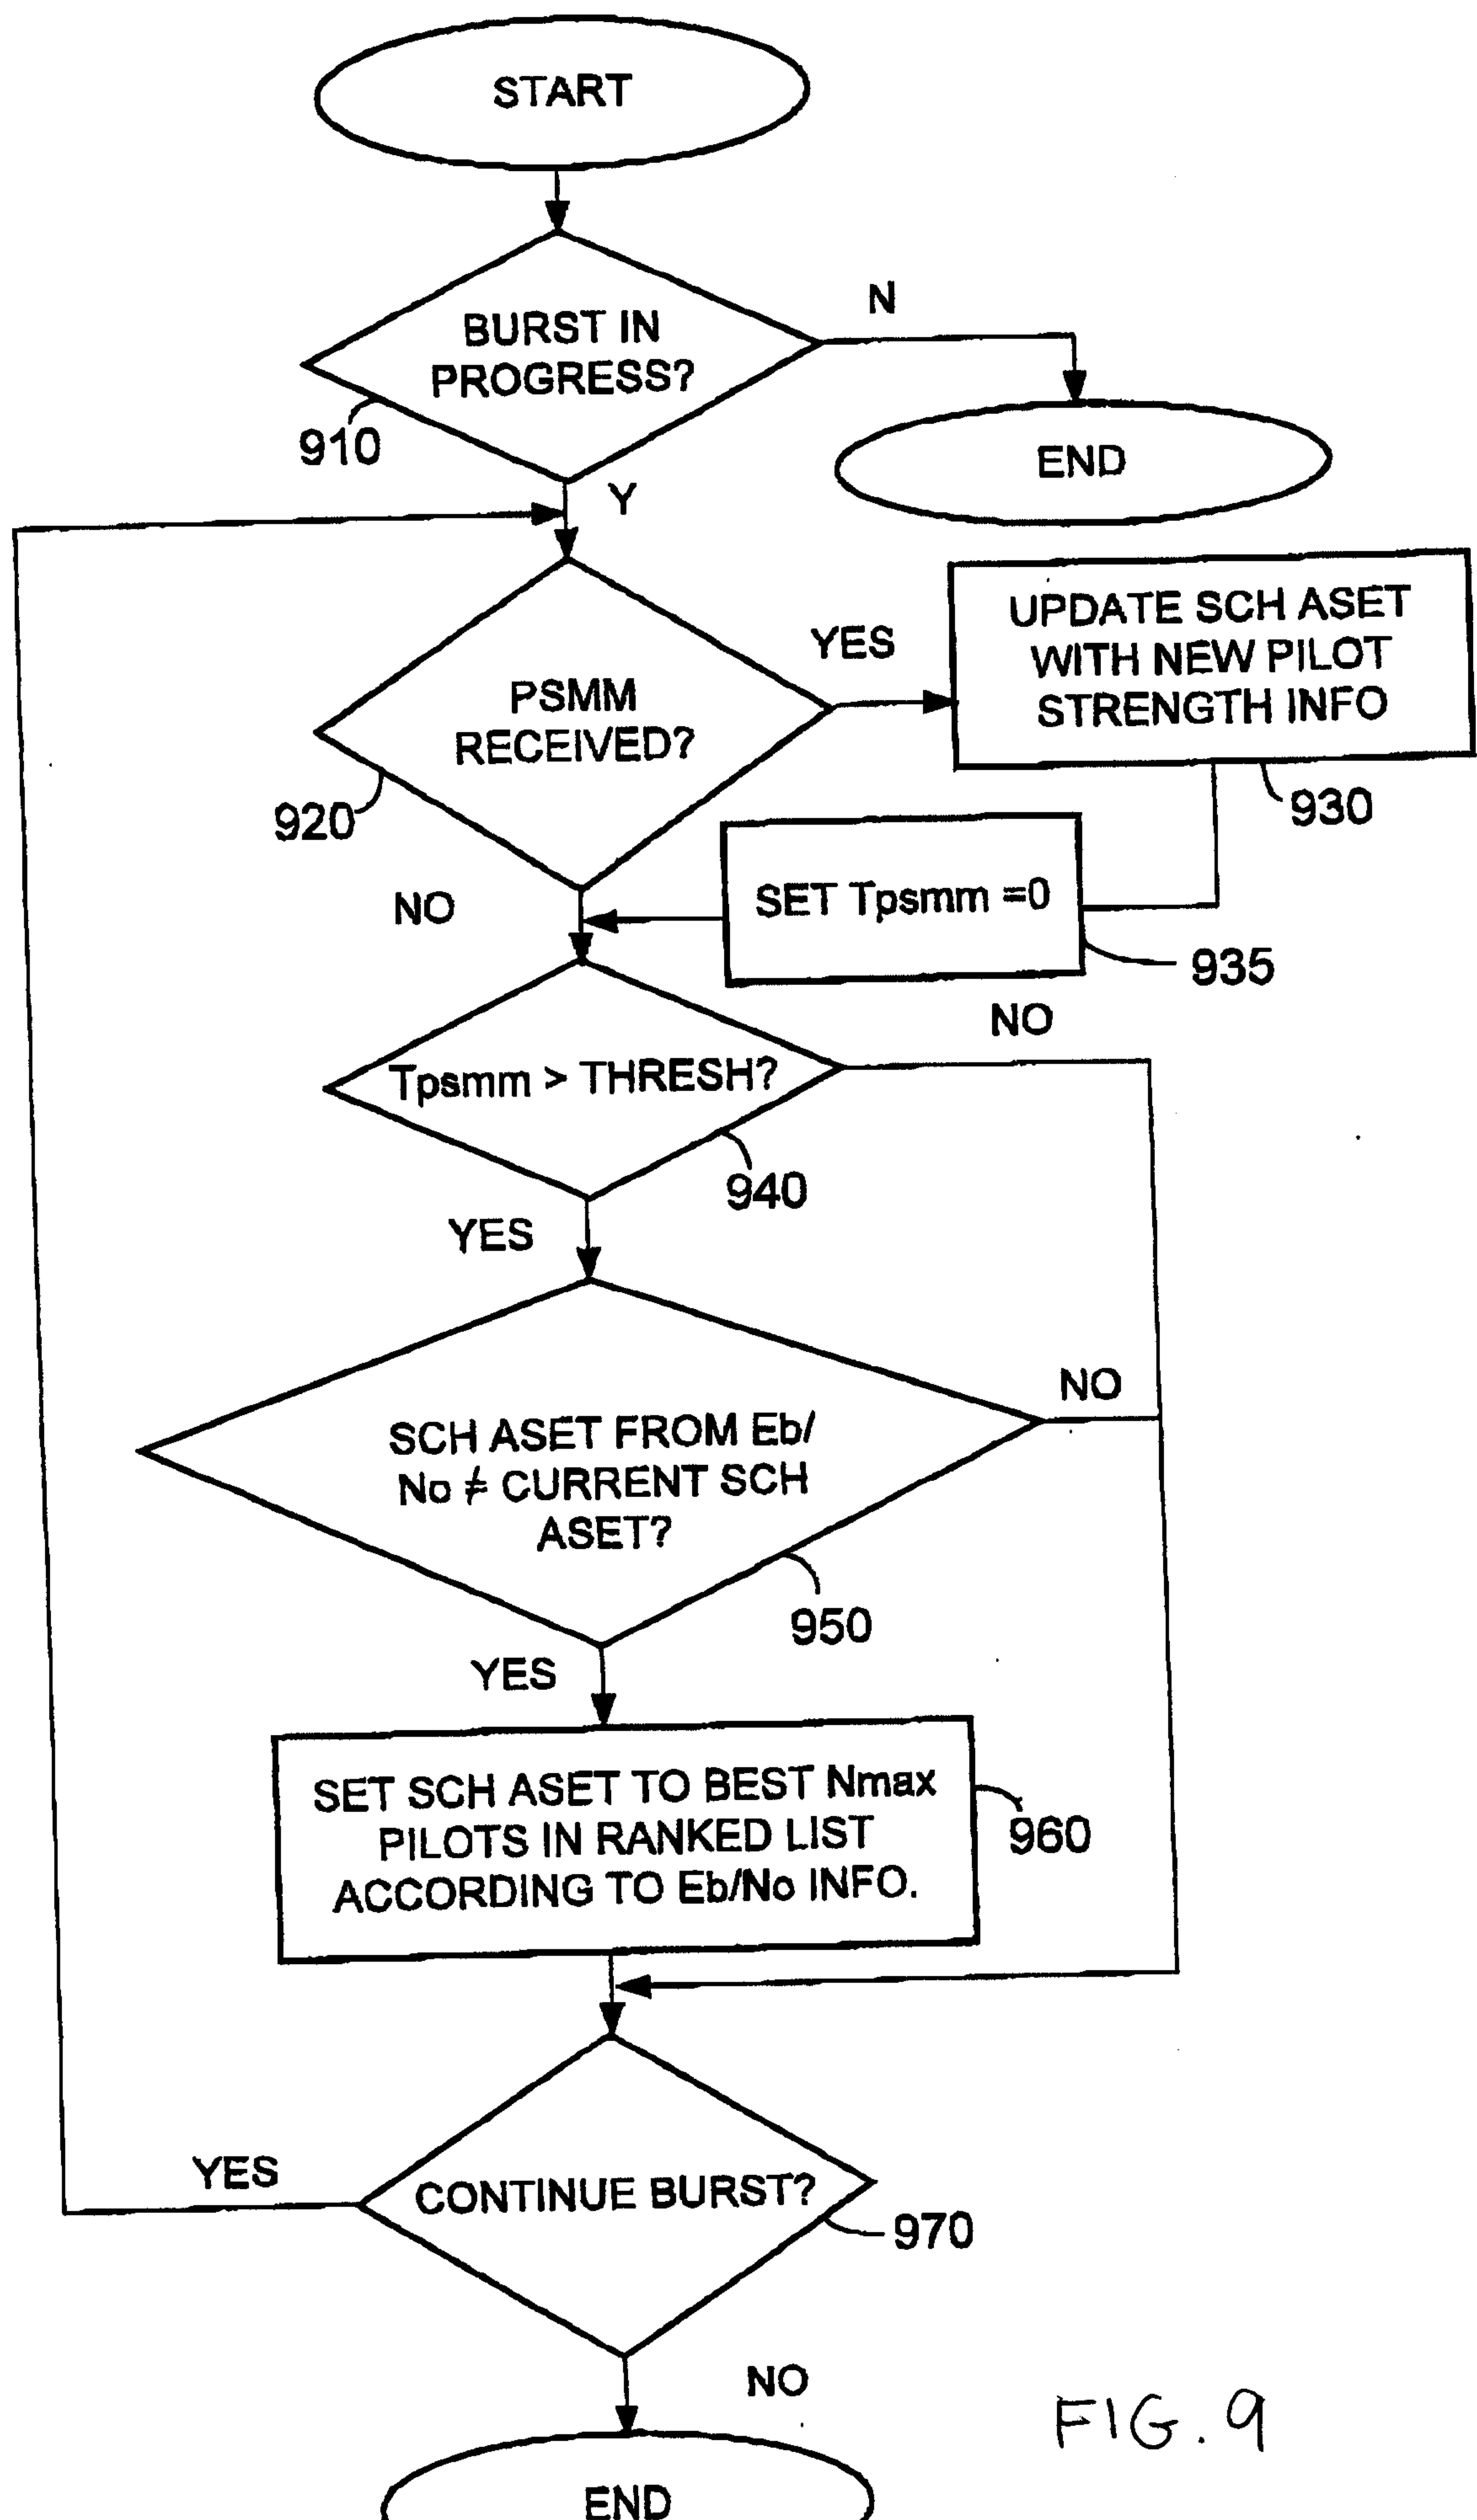 START
BURST IN
PROGRESS?
N
910
END
Y
UPDATE SCH ASET
WITH NEW PILOT
STRENGTH INFO
YES
PSMM
RECEIVED?
930
920
SET Tpsmm =0
NO
935
NO
Tpsmm > THRESH?
940
YES
NO
SCH ASET FROM Eb/
No ≠ CURRENT SCH
ASET?
950
YES
SET SCH ASET TO BEST Nmax
PILOTS IN RANKED LIST
ACCORDING TO Eb/No INFO.
960
YES
CONTINUE BURST?
970
NO
FIG. 9
END